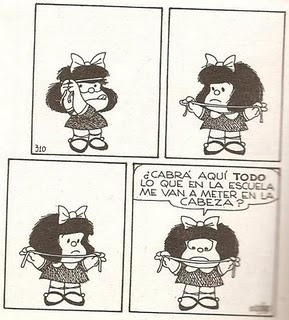 310
¿CABRÁ AQUÍ TODO
LO QUE EN LA ESCUELA
ME VAN A METER EN LA
CABEZA?